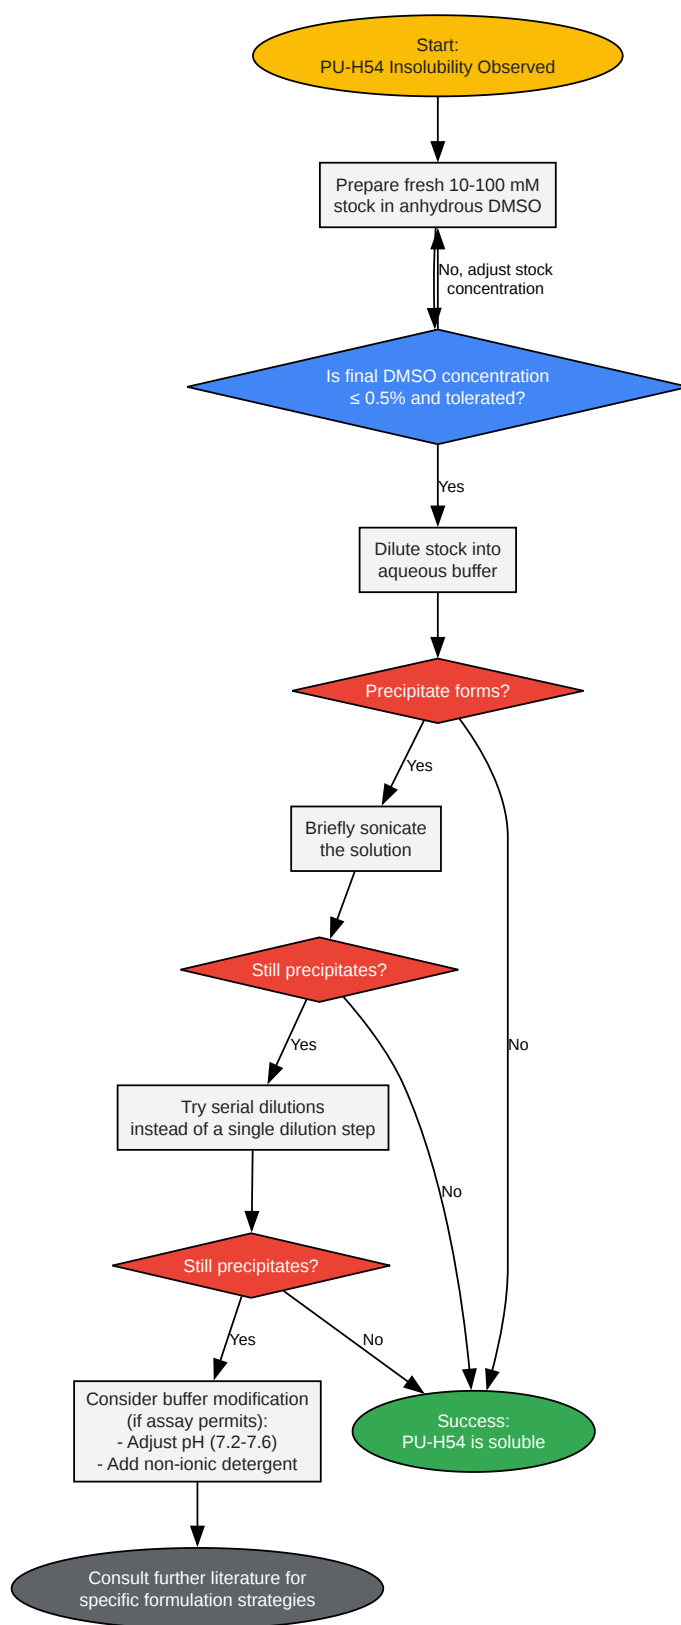 Start:
PU-H54 Insolubility Observed
Prepare fresh 10-100 mM
stock in anhydrous DMSO
No, adjust stock
concentration
Is final DMSO concentration
≤ 0.5% and tolerated?
Yes
Dilute stock into
aqueous buffer
Precipitate forms?
Yes
Briefly sonicate
the solution
Still precipitates?
Yes
No
Try serial dilutions
instead of a single dilution step
No
Still precipitates?
Yes
No
Consider buffer modification
(if assay permits):
- Adjust pH (7.2-7.6)
- Add non-ionic detergent
Success:
PU-H54 is soluble
Consult further literature for
specific formulation strategies